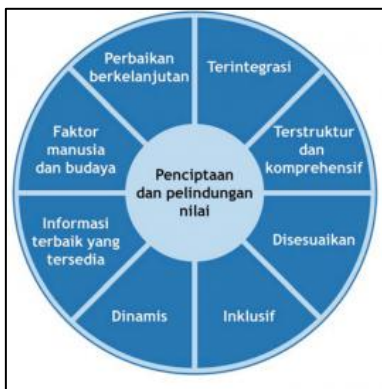 Perbaikan
berkelanjutan
Terintegrasi
Terstruktur
dan
komprehensif
Disesuaikan
Inklusif
Dinamis
Informasi
terbaik yang
tersedia
Faktor
manusia
dan budaya
Penciptaan
dan pelindungan
nilai